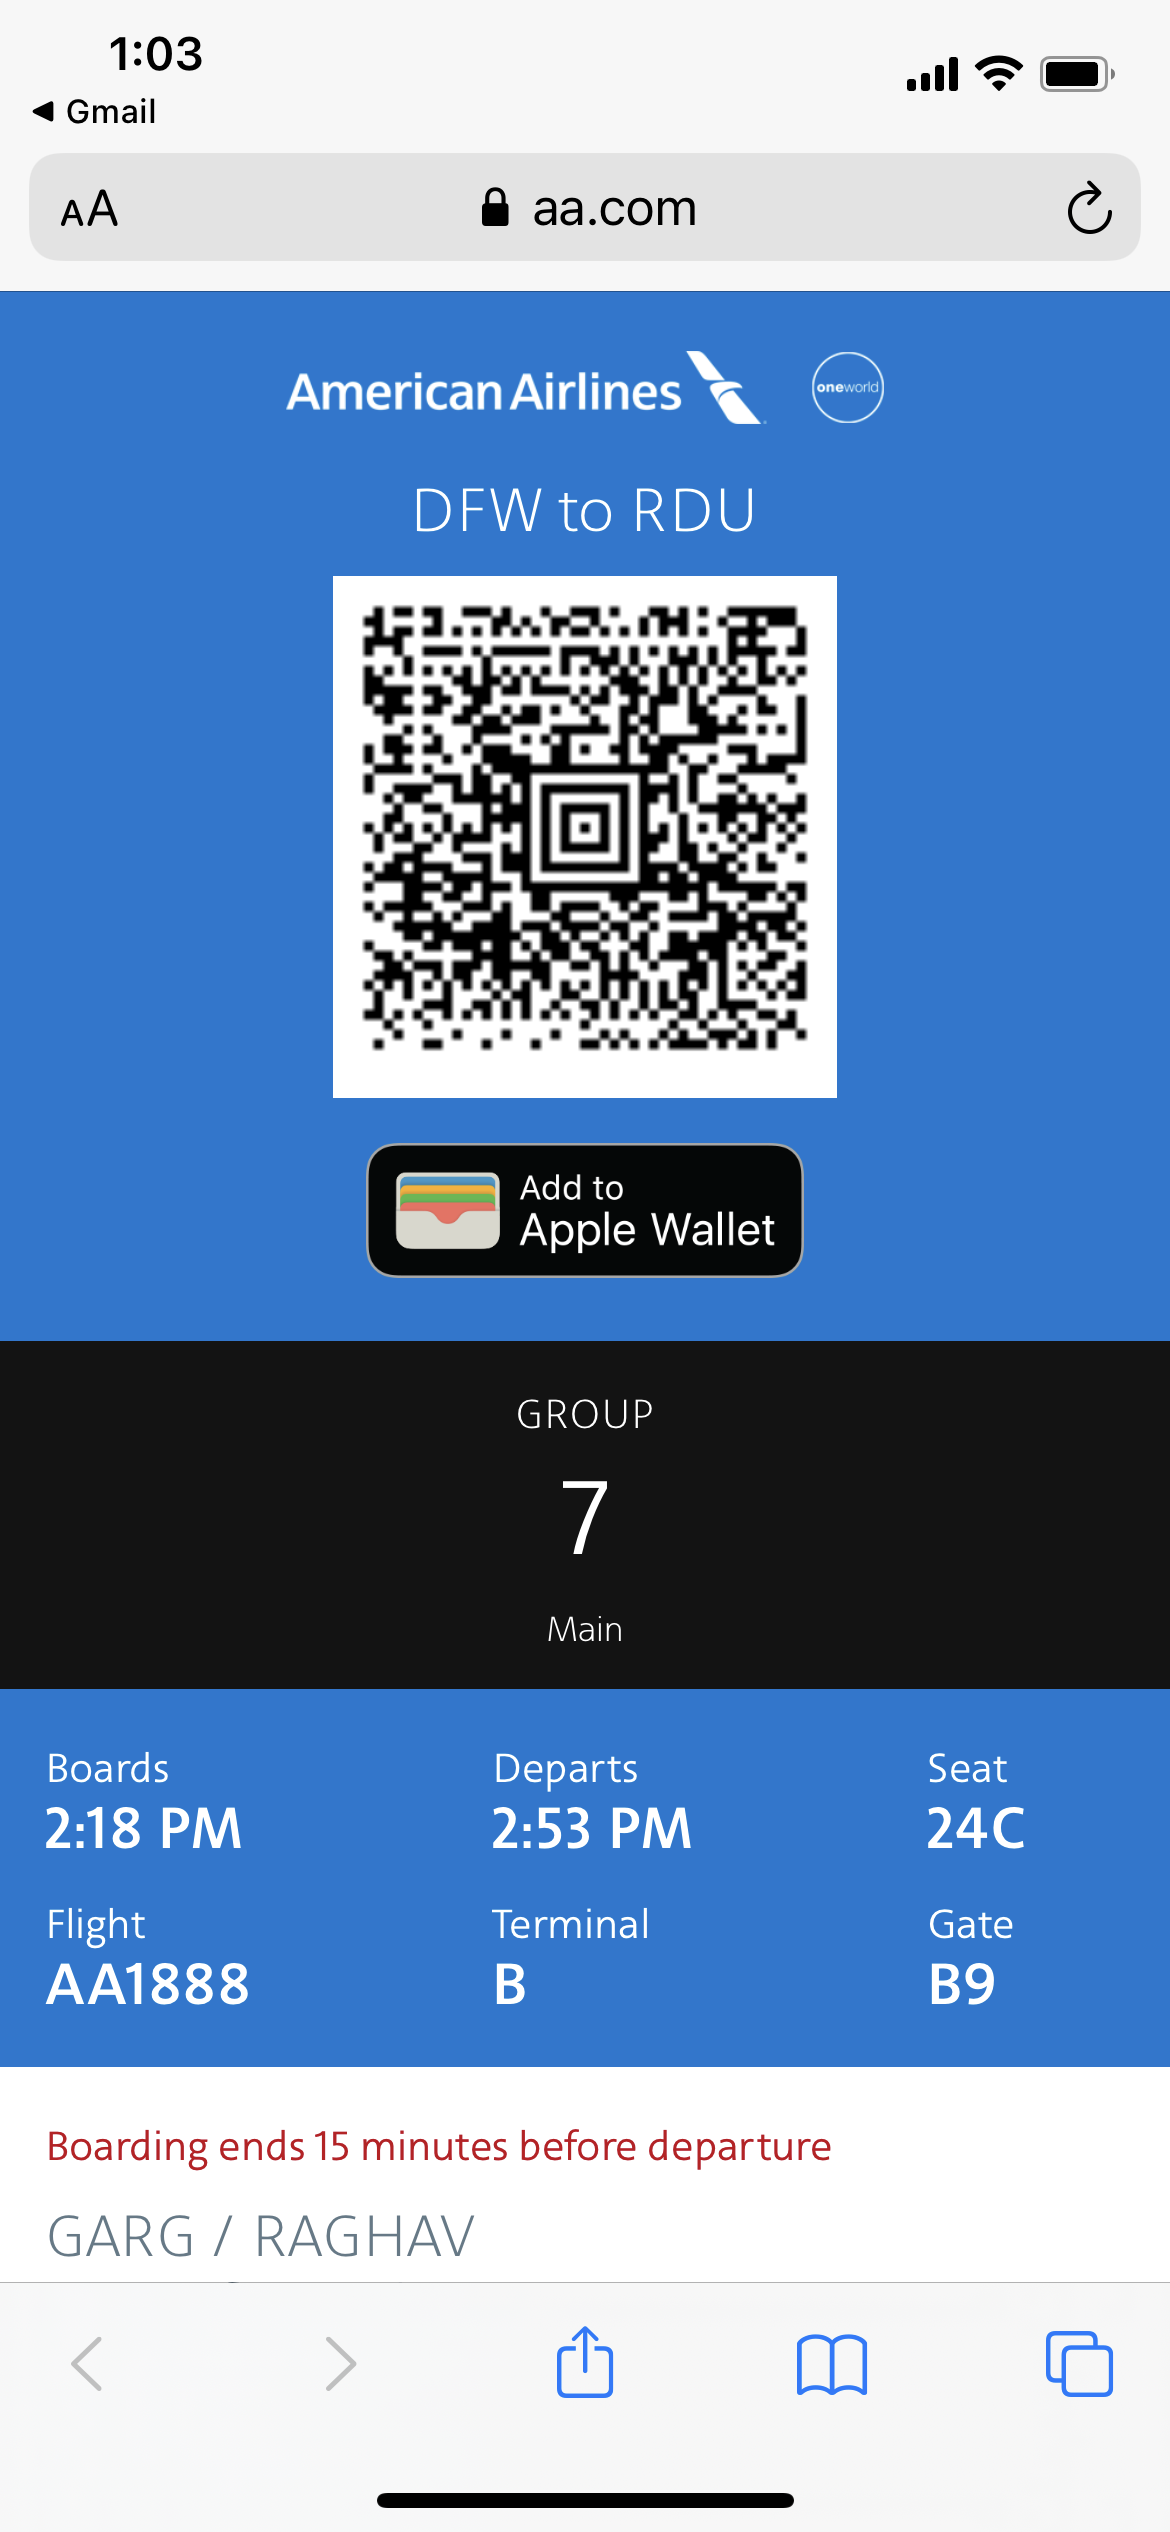 1:03
Gmail
AA aa.com
American Airlines oneworld
DFW to RDU
Add to
Apple Wallet
GROUP
7
Main
Boards Departs Seat
2:18 PM 2:53 PM 24C
Flight Terminal Gate
AA1888 B B9
Boarding ends 15 minutes before departure
GARG / RAGHAV